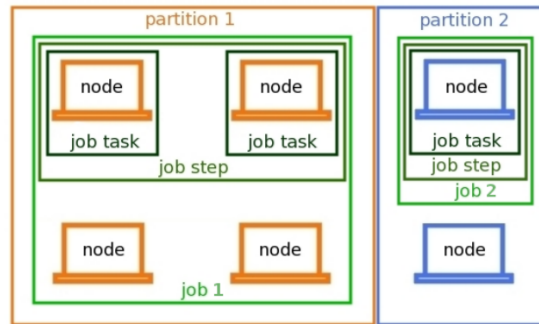 partition 1
partition 2
node
node
node
job task
job task
job task
job step
job step
job 2
node
node
node
job 1